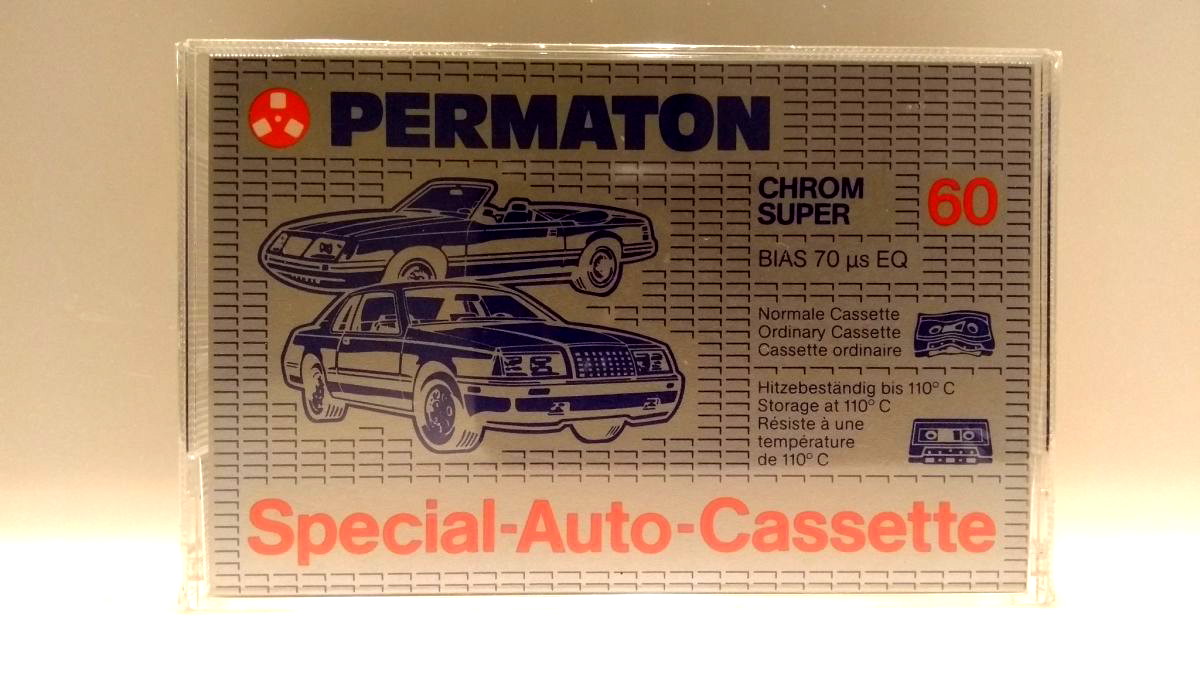 PERMATON
CHROM
SUPER
60
BIAS 70 µs EQ
Normale Cassette
Ordinary Cassette
Cassette ordinaire
Hitzebeständig bis 110° C
Storage at 110° C
Résiste à une
température
de 110° C
Special-Auto-Cassette